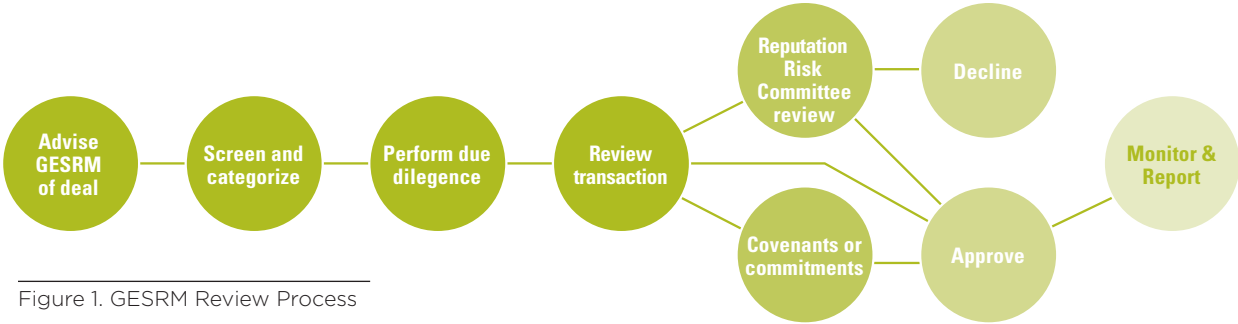 Advise
GESRM
of deal
Screen and
categorize
Perform due
dilegence
Review
transaction
Reputation
Risk
Committee
review
Decline
Covenants or
commitments
Approve
Monitor &
Report
Figure 1. GESRM Review Process